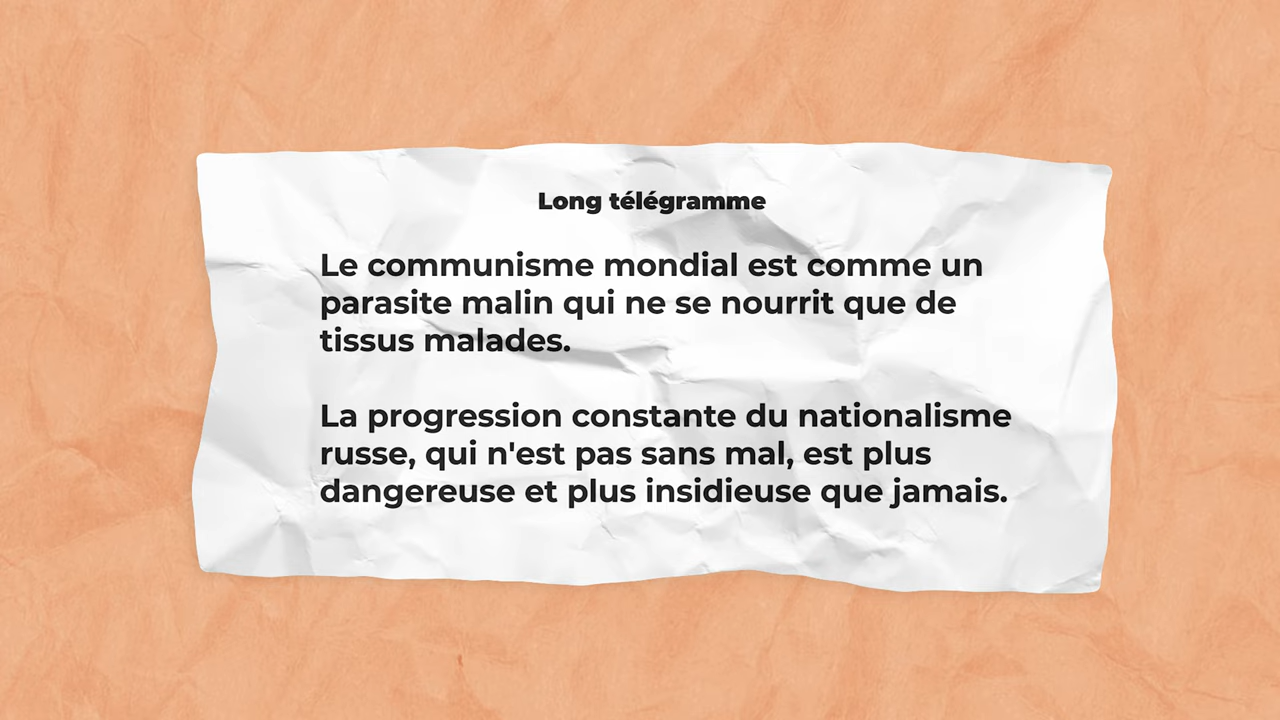 Long télégramme
Le communisme mondial est comme un
parasite malin qui ne se nourrit que de
tissus malades.
La progression constante du nationalisme
russe, qui n'est pas sans mal, est plus
dangereuse et plus insidieuse que jamais.